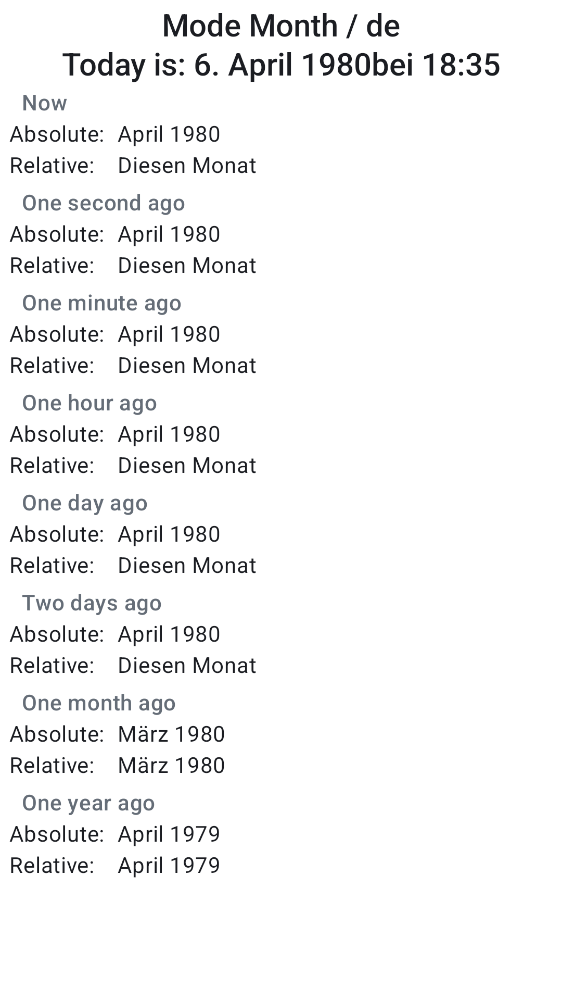 Mode Month / de
Today is: 6. April 1980bei 18:35
Now
Absolute: April 1980
Relative: Diesen Monat
One second ago
Absolute: April 1980
Relative: Diesen Monat
One minute ago
Absolute: April 1980
Relative: Diesen Monat
One hour ago
Absolute: April 1980
Relative: Diesen Monat
One day ago
Absolute: April 1980
Relative: Diesen Monat
Two days ago
Absolute: April 1980
Relative: Diesen Monat
One month ago
Absolute: März 1980
Relative: März 1980
One year ago
Absolute: April 1979
Relative: April 1979